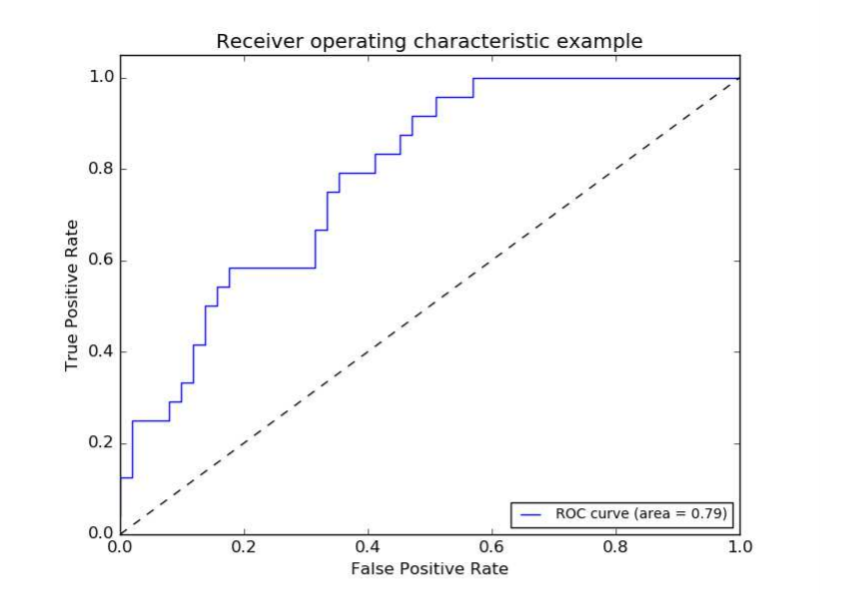 Receiver operating characteristic example
1.0
0.8
0.6
0.4
0.2
0.0
True Positive Rate
0.0 0.2 0.4 0.6 0.8 1.0
False Positive Rate
ROC curve (area = 0.79)